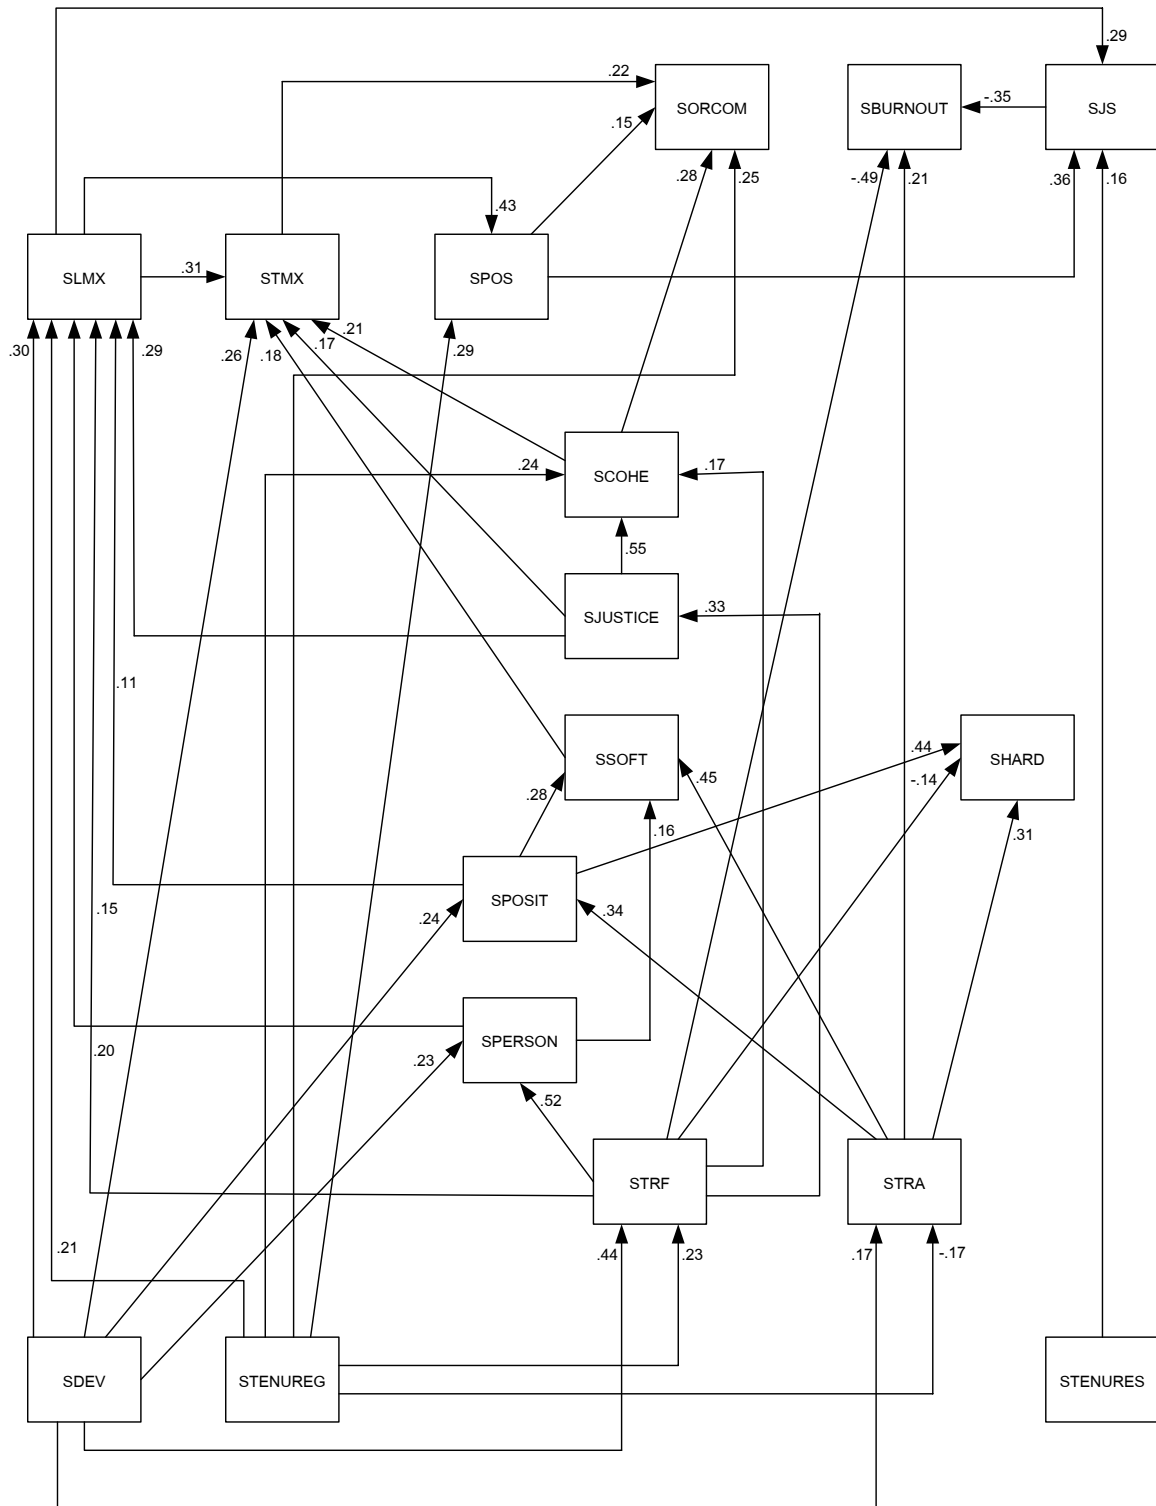 .29
.22
SORCOM
SBURNOUT
-.35
SJS
.15
.28
.25
-.49
.21
.36
.16
.43
SLMX
.31
STMX
SPOS
.30
.29
.26
.18
.17
.21
.29
.24
SCOHE
.17
.55
SJUSTICE
.33
.11
SSOFT
.44
SHARD
.45
-.14
.28
.16
.31
SPOSIT
.15
.24
.34
SPERSON
.20
.23
.52
STRF
STRA
.21
.44
.23
.17
-.17
SDEV
STENUREG
STENURES